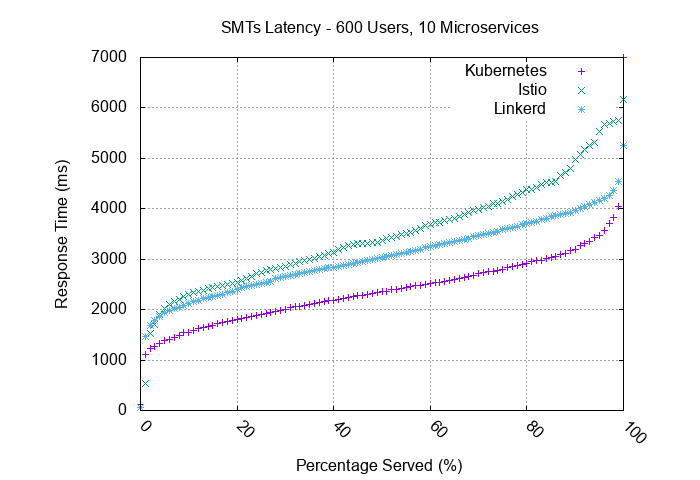 SMTs Latency - 600 Users, 10 Microservices
Response Time (ms)
7000
6000
5000
4000
3000
2000
1000
0
Kubernetes
Istio
Linkerd
0
20
40
60
80
100
Percentage Served (%)